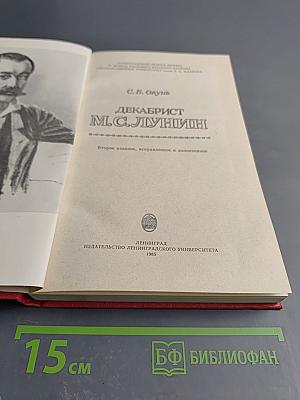 С. Б. Окунь
ДЕКАБРИСТ
М.С.ЛУНИН
Второе издание, исправленное и дополненное
ЛЕНИНГРАД
ИЗДАТЕЛЬСТВО ЛЕНИНГРАДСКОГО УНИВЕРСИТЕТА
1985
15 см
БФ БИБЛИОФАН